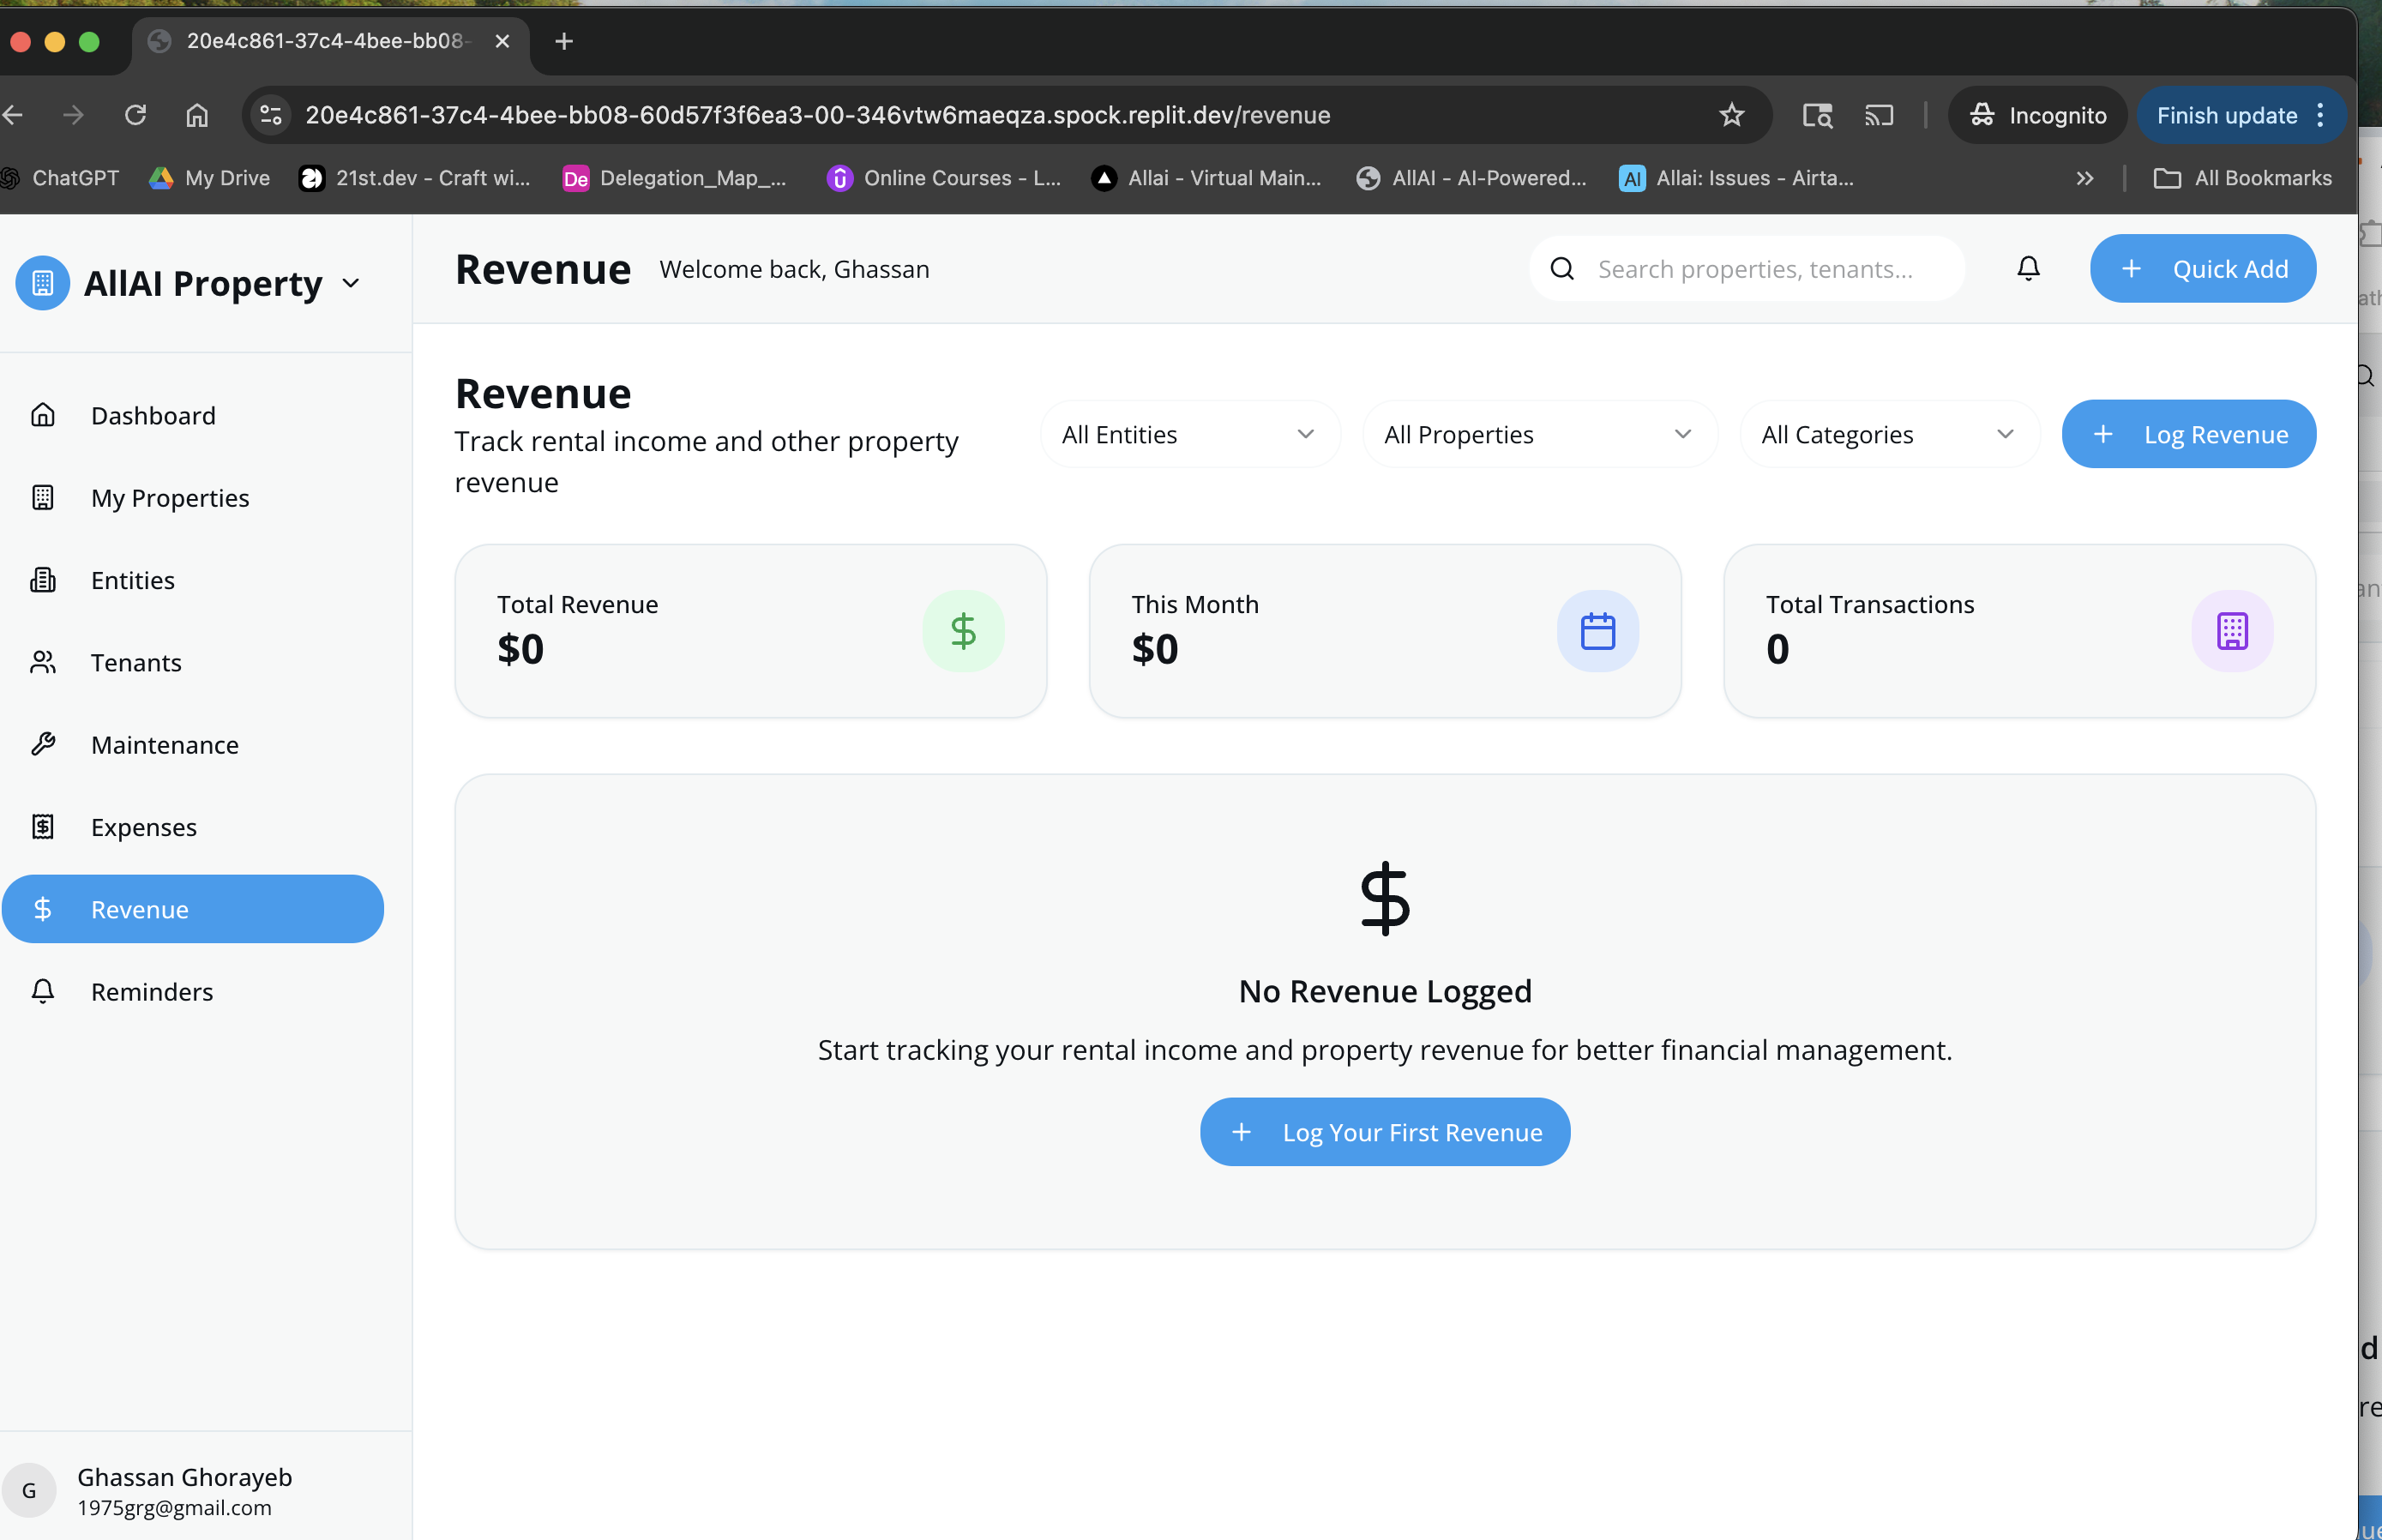 20e4c861-37c4-4bee-bb08-
20e4c861-37c4-4bee-bb08-60d57f3f6ea3-00-346vtw6maeqza.spock.replit.dev/revenue
Incognito
Finish update
ChatGPT
My Drive
21st.dev - Craft wi...
De
Delegation_Map_...
Online Courses - L...
Allai - Virtual Main...
AllAI - AI-Powered...
AI
Allai: Issues - Airta...
All Bookmarks
AllAI Property
Revenue
Welcome back, Ghassan
Search properties, tenants...
Quick Add
Dashboard
My Properties
Entities
Tenants
Maintenance
Expenses
Revenue
Reminders
Revenue
Track rental income and other property
revenue
All Entities
All Properties
All Categories
Log Revenue
Total Revenue
$0
This Month
$0
Total Transactions
0
No Revenue Logged
Start tracking your rental income and property revenue for better financial management.
Log Your First Revenue
G
Ghassan Ghorayeb
1975grg@gmail.com